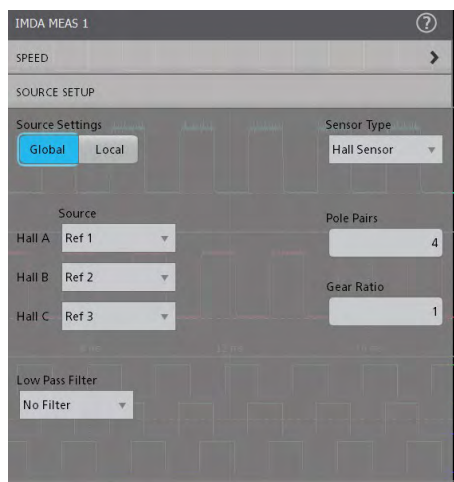 IMDA MEAS 1 ?
SPEED
SOURCE SETUP
Source Settings Sensor Type
Global Local Hall Sensor
Source Pole Pairs
Hall A Ref 1 4
Hall B Ref 2 Gear Ratio
Hall C Ref 3 1
Low Pass Filter
No Filter